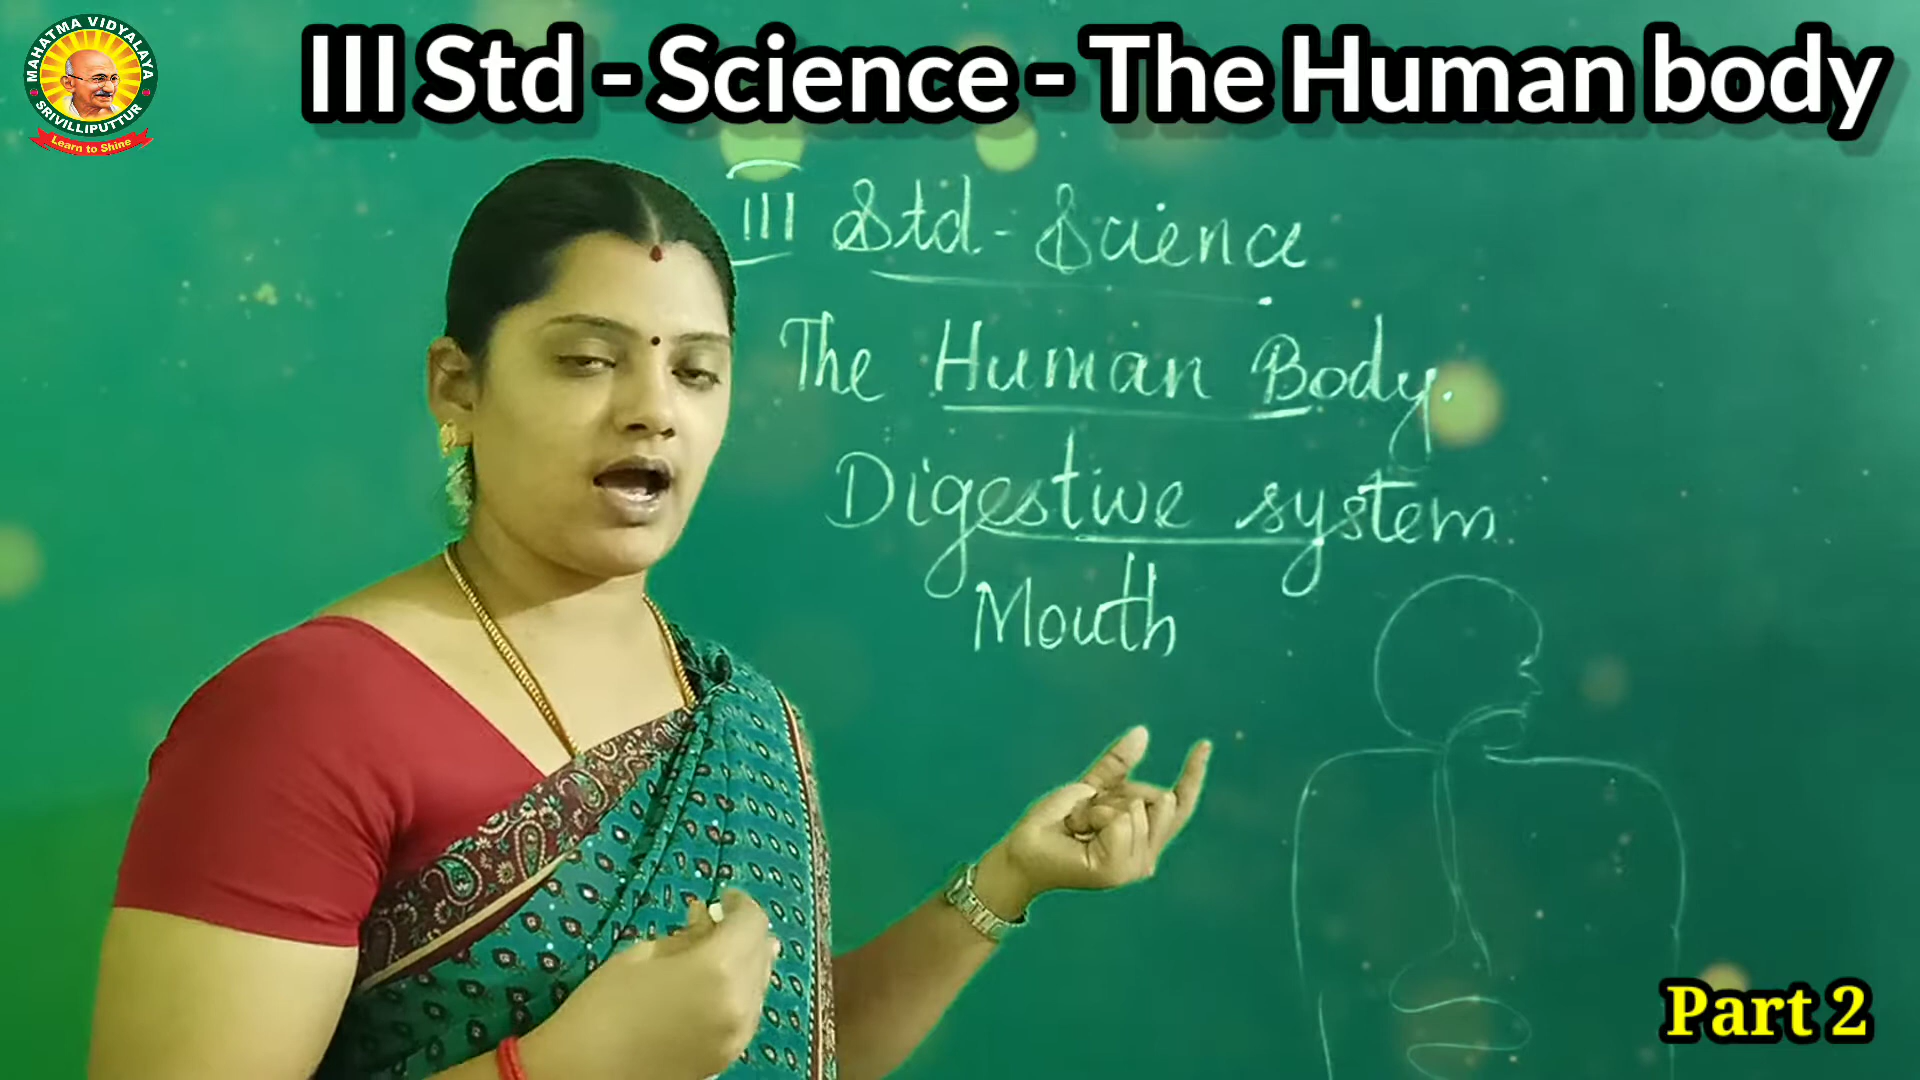 MAHATMA VIDYALAYA
SRIVILLIPUTTUR
Learn to Shine
III Std - Science - The Human body
III Std - Science
The Human Body.
Digestive system.
Mouth
Part 2